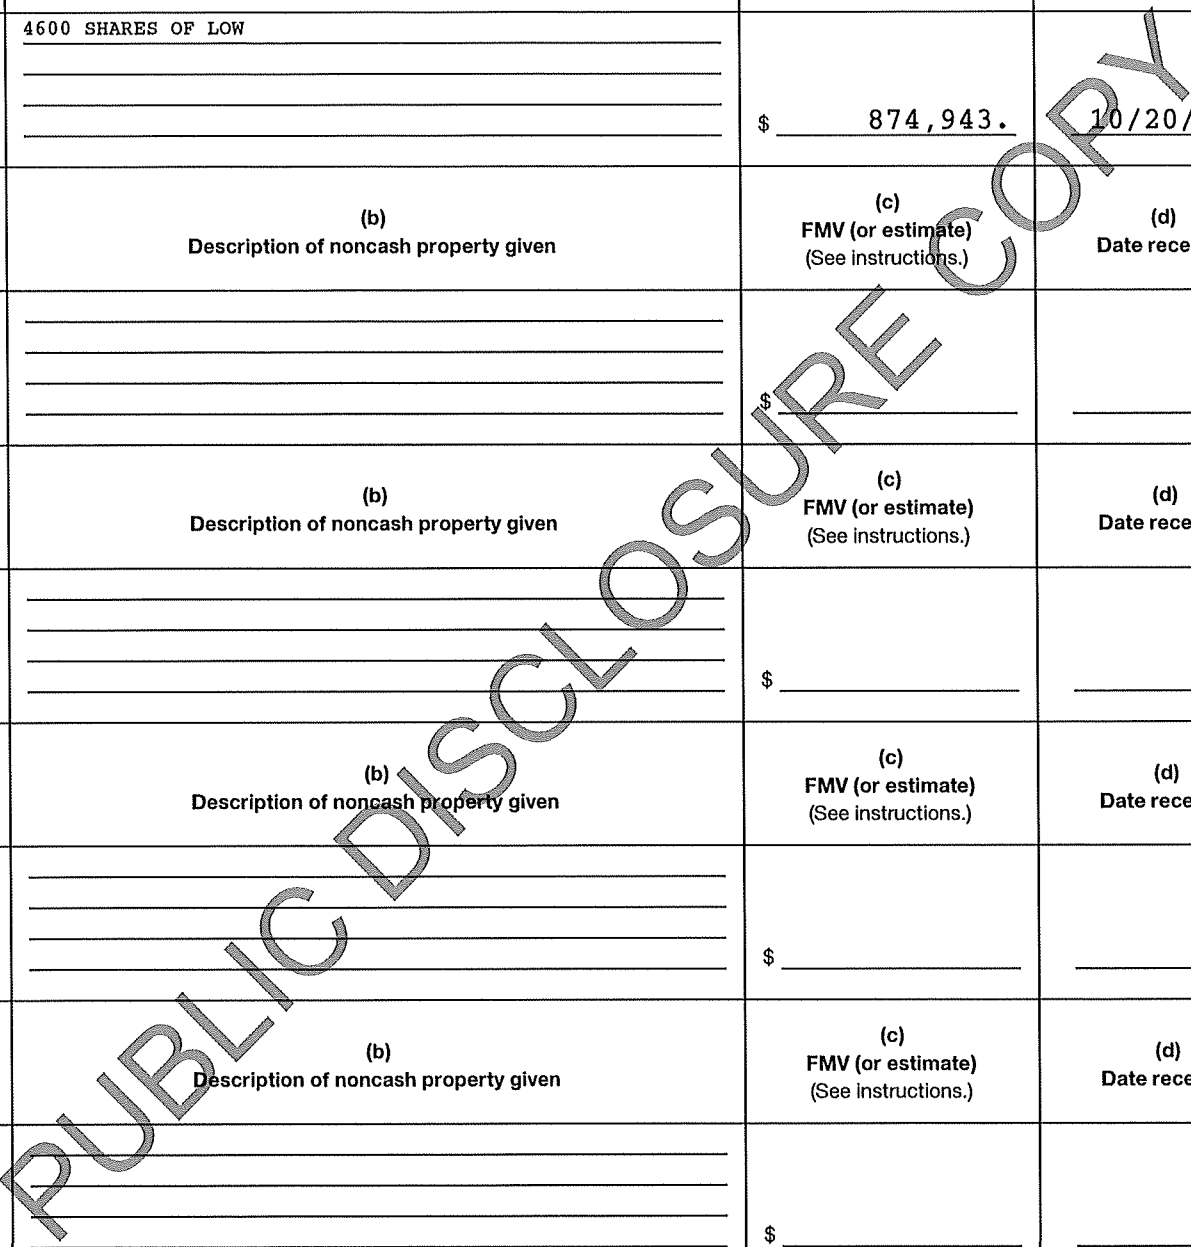 4600 SHARES OF LOW
$ 874,943. 10/20/
(b)
Description of noncash property given
(c)
FMV (or estimate)
(See instructions.)
(d)
Date rece
$
(b)
Description of noncash property given
(c)
FMV (or estimate)
(See instructions.)
(d)
Date rece
$
(b)
Description of noncash property given
(c)
FMV (or estimate)
(See instructions.)
(d)
Date rece
$
(b)
Description of noncash property given
(c)
FMV (or estimate)
(See instructions.)
(d)
Date rece
$
PUBLIC DISCLOSURE COPY